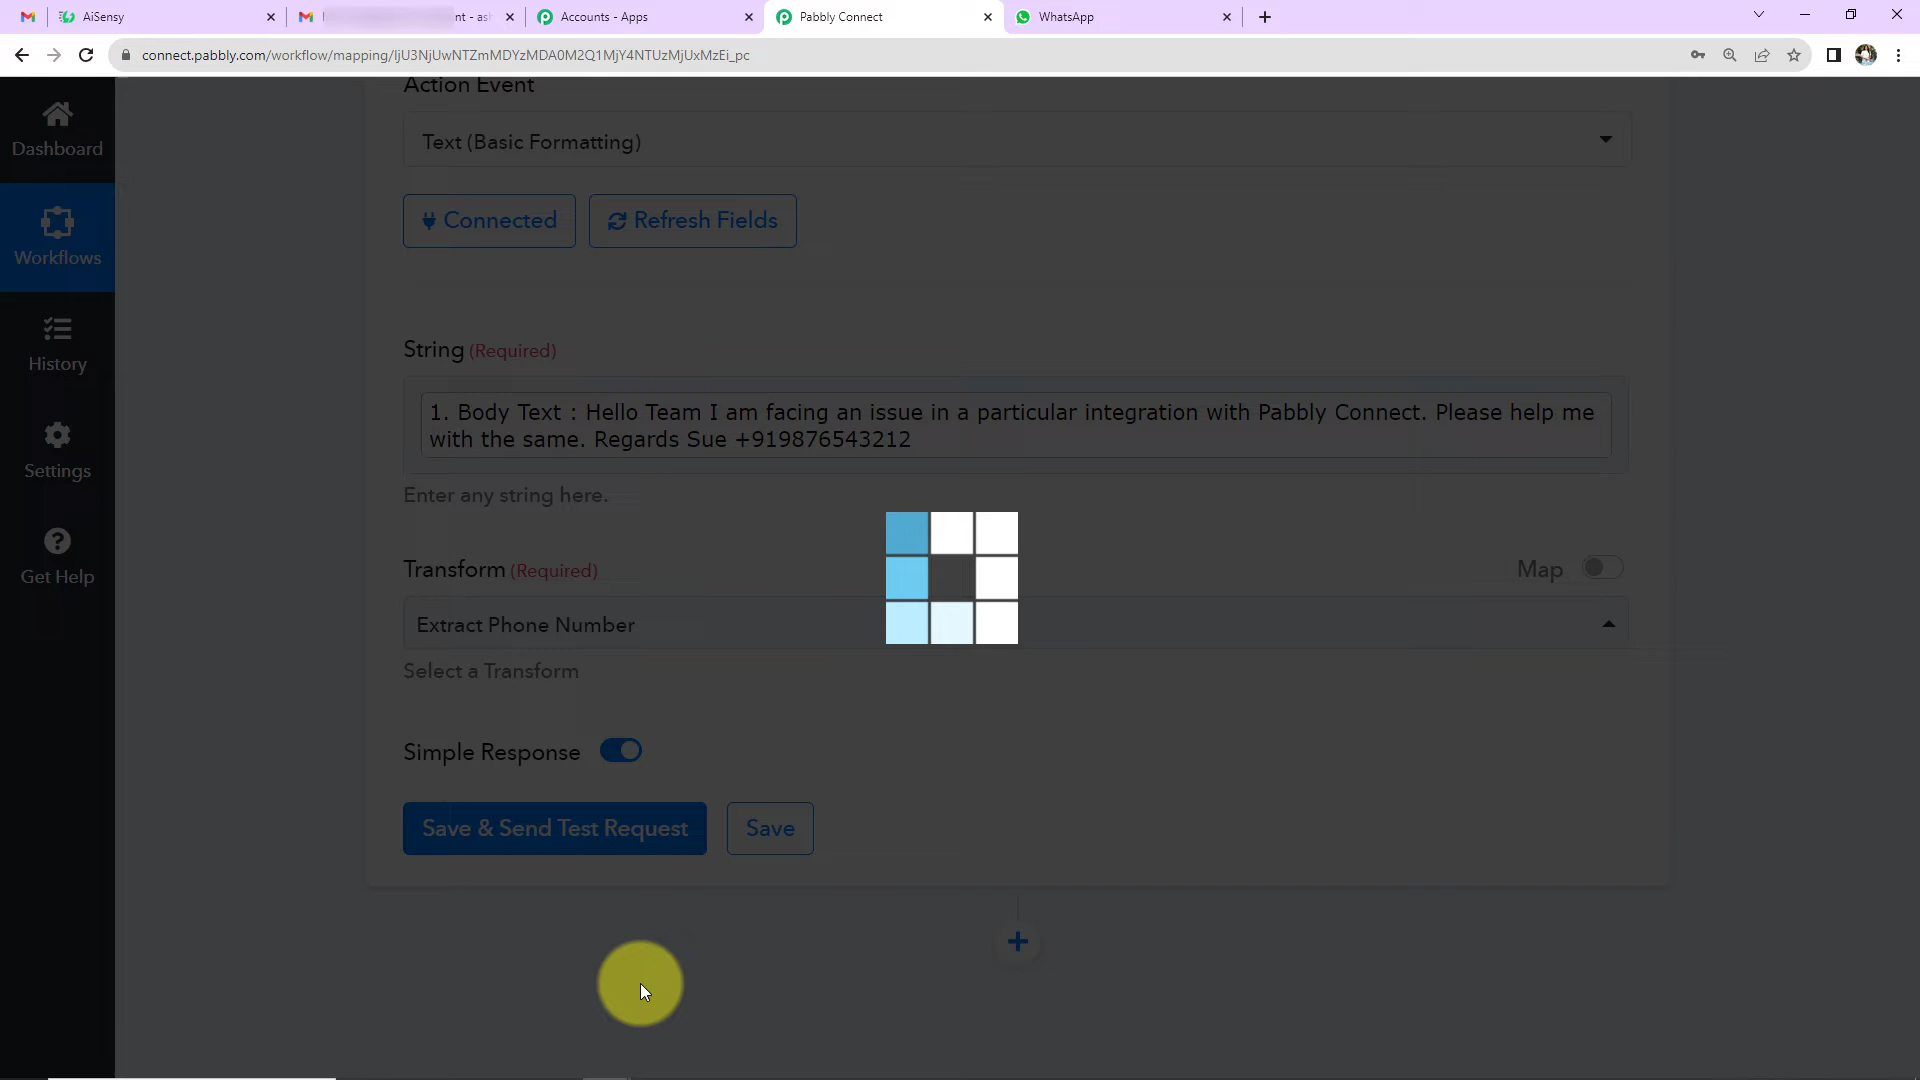 AiSensy
nt - ash
Accounts - Apps
Pabbly Connect
WhatsApp
connect.pabbly.com/workflow/mapping/IjU3NjUwNTZmMDYzMDA0M2Q1MjY4NTUzMjUxMzEi_pc
Action Event
Dashboard
Text (Basic Formatting)
Connected
Refresh Fields
Workflows
String (Required)
History
1. Body Text : Hello Team I am facing an issue in a particular integration with Pabbly Connect. Please help me
with the same. Regards Sue +919876543212
Settings
Enter any string here.
Transform (Required)
Map
Get Help
Extract Phone Number
Select a Transform
Simple Response
Save & Send Test Request
Save